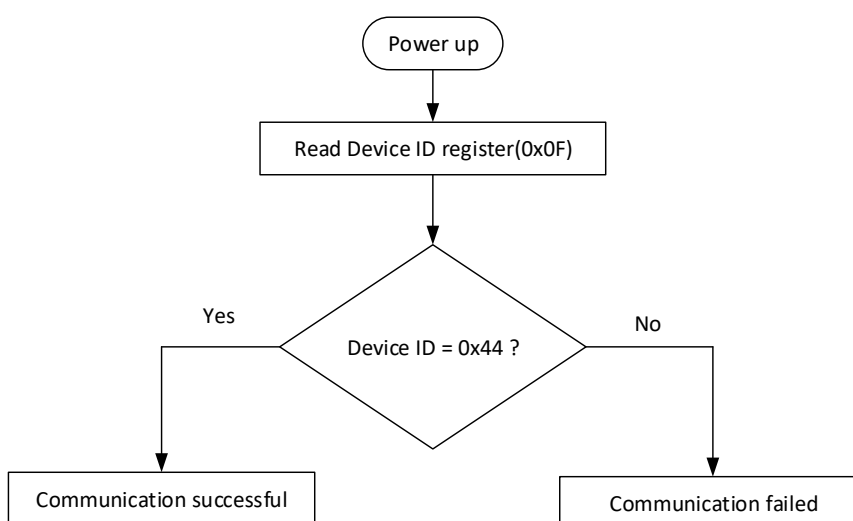 Power up
Read Device ID register(0x0F)
Yes
No
Device ID = 0x44 ?
Communication successful
Communication failed